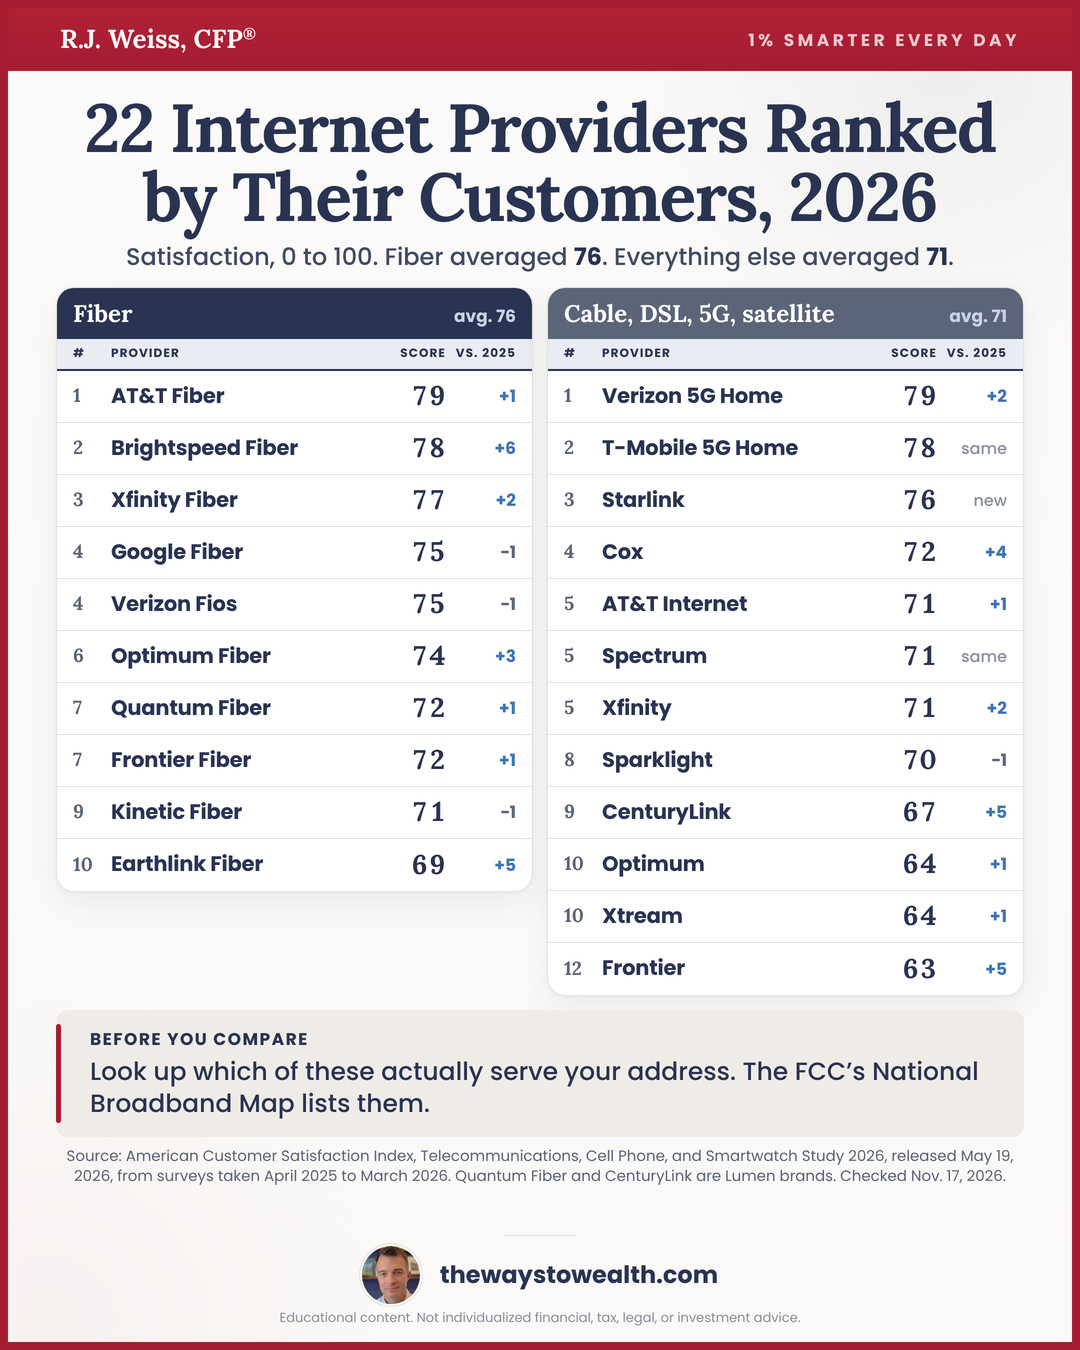 R.J. Weiss, CFP®
1% SMARTER EVERY DAY
22 Internet Providers Ranked
by Their Customers, 2026
Satisfaction, 0 to 100. Fiber averaged 76. Everything else averaged 71.
Fiber avg. 76
# PROVIDER SCORE VS. 2025
1 AT&T Fiber 79 +1
2 Brightspeed Fiber 78 +6
3 Xfinity Fiber 77 +2
4 Google Fiber 75 -1
4 Verizon Fios 75 -1
6 Optimum Fiber 74 +3
7 Quantum Fiber 72 +1
7 Frontier Fiber 72 +1
9 Kinetic Fiber 71 -1
10 Earthlink Fiber 69 +5
Cable, DSL, 5G, satellite avg. 71
# PROVIDER SCORE VS. 2025
1 Verizon 5G Home 79 +2
2 T-Mobile 5G Home 78 same
3 Starlink 76 new
4 Cox 72 +4
5 AT&T Internet 71 +1
5 Spectrum 71 same
5 Xfinity 71 +2
8 Sparklight 70 -1
9 CenturyLink 67 +5
10 Optimum 64 +1
10 Xtream 64 +1
12 Frontier 63 +5
BEFORE YOU COMPARE
Look up which of these actually serve your address. The FCC’s National
Broadband Map lists them.
Source: American Customer Satisfaction Index, Telecommunications, Cell Phone, and Smartwatch Study 2026, released May 19,
2026, from surveys taken April 2025 to March 2026. Quantum Fiber and CenturyLink are Lumen brands. Checked Nov. 17, 2026.
thewaystowealth.com
Educational content. Not individualized financial, tax, legal, or investment advice.